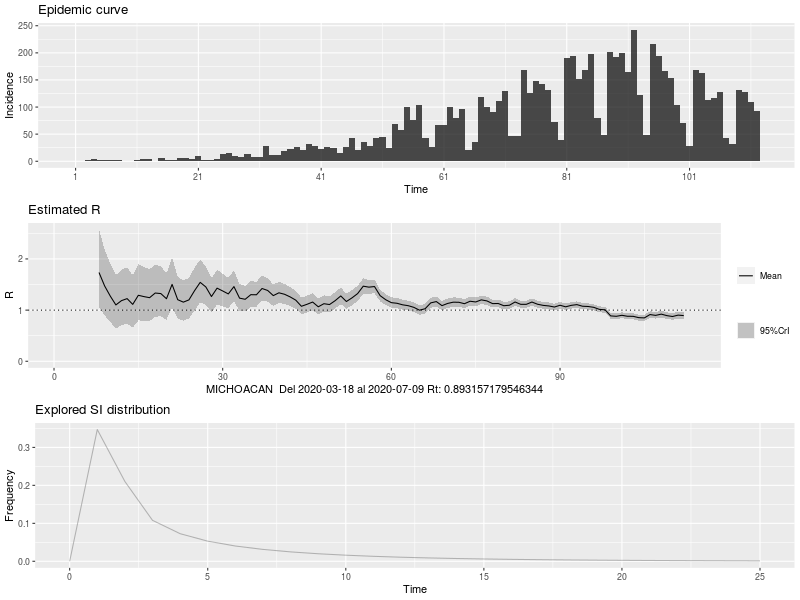 Epidemic curve
250
200
150
100
50
0
Incidence
1 21 41 61 81 101
Time
Estimated R
2
1
0
R
0 30 60 90
MICHOACAN Del 2020-03-18 al 2020-07-09 Rt: 0.893157179546344
Mean
95%CrI
Explored SI distribution
0.3
0.2
0.1
0.0
Frequency
0 5 10 15 20 25
Time